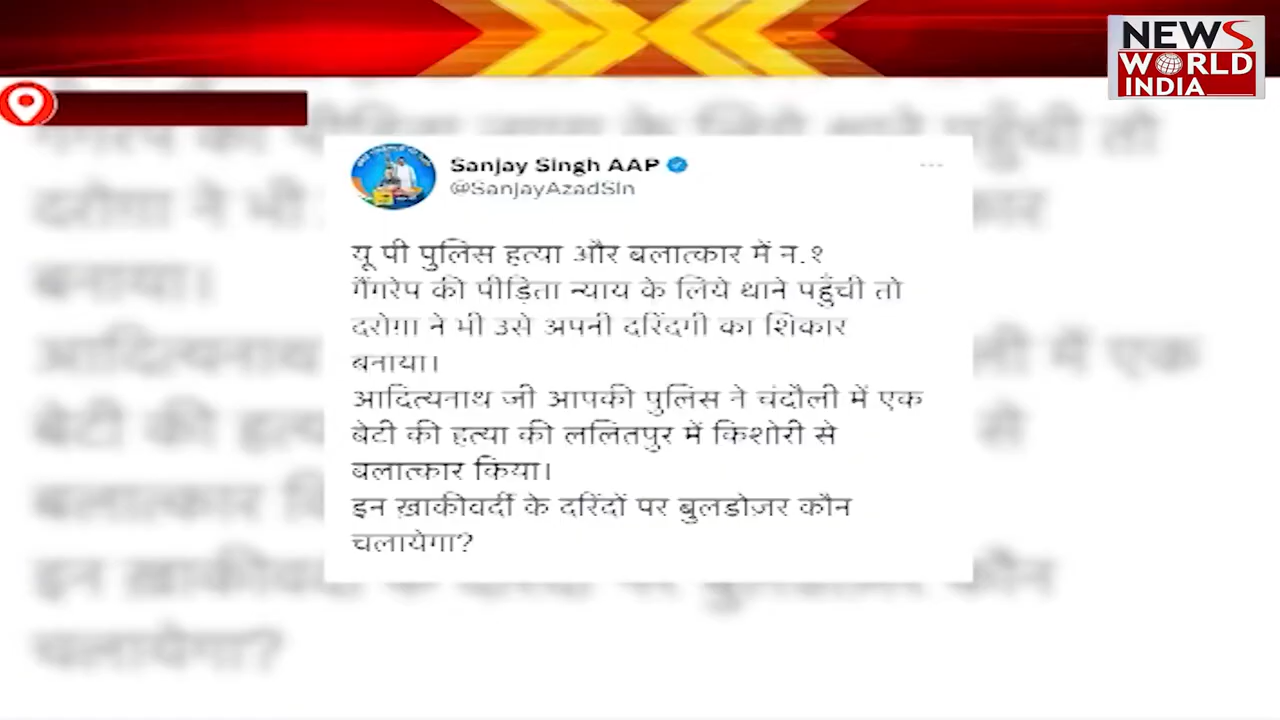 NEWS
WORLD
INDIA
Sanjay Singh AAP
@SanjayAzadSln
यू पी पुलिस हत्या और बलात्कार में न.१
गैंगरेप की पीड़िता न्याय के लिये थाने पहुँची तो
दरोग़ा ने भी उसे अपनी दरिंदगी का शिकार
बनाया।
आदित्यनाथ जी आपकी पुलिस ने चंदौली में एक
बेटी की हत्या की ललितपुर में किशोरी से
बलात्कार किया।
इन ख़ाकीवर्दी के दरिंदों पर बुलडोज़र कौन
चलायेगा?